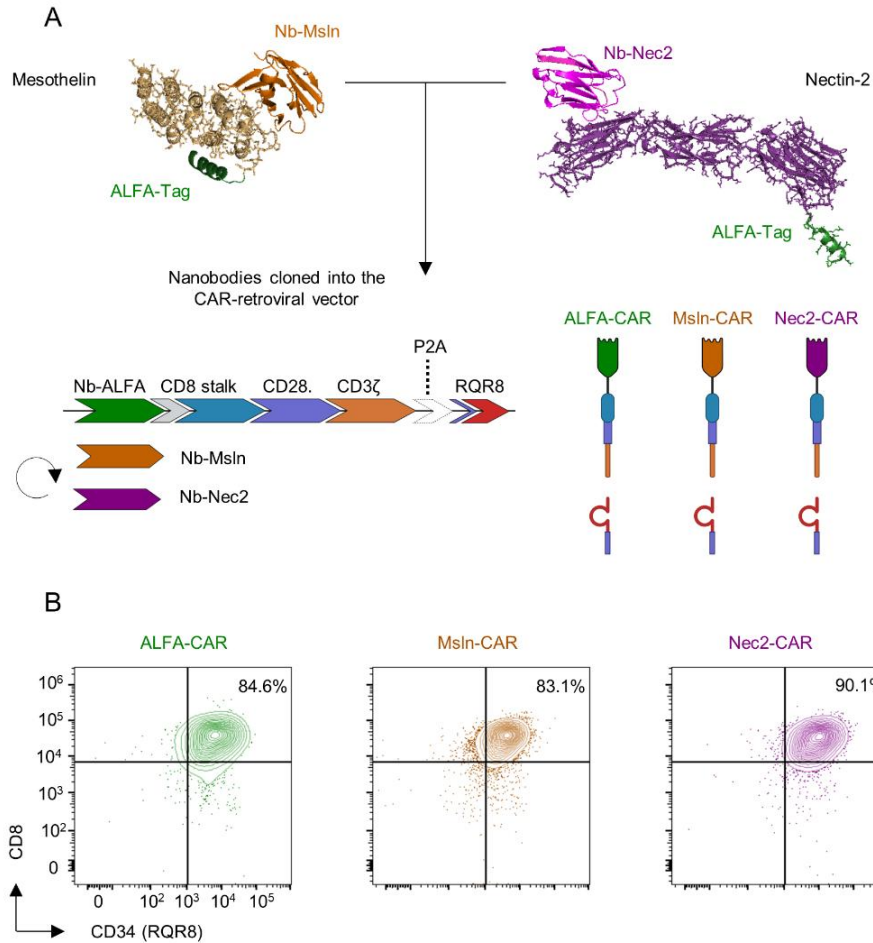 A
Nb-Msln
Mesothelin
ALFA-Tag
Nb-Nec2
Nectin-2
ALFA-Tag
Nanobodies cloned into the
CAR-retroviral vector
P2A
Nb-ALFA CD8 stalk CD28. CD3ζ RQR8
Nb-Msln
Nb-Nec2
ALFA-CAR Msln-CAR Nec2-CAR
B
ALFA-CAR Msln-CAR Nec2-CAR
84.6% 83.1% 90.1%
10⁶
10⁵
10⁴
10³
10²
0
CD8
0 10² 10³ 10⁴ 10⁵
CD34 (RQR8)